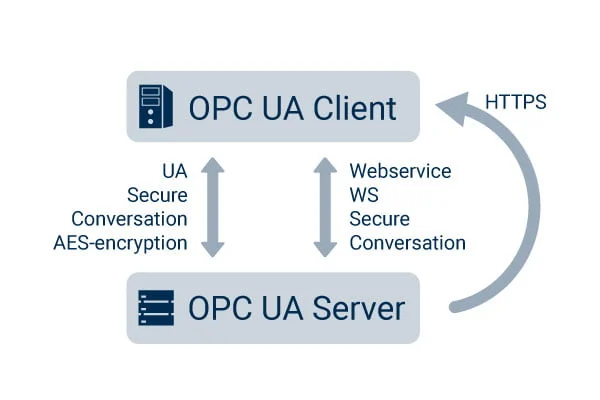 OPC UA Client
HTTPS
UA
Secure
Conversation
AES-encryption
Webservice
WS
Secure
Conversation
OPC UA Server